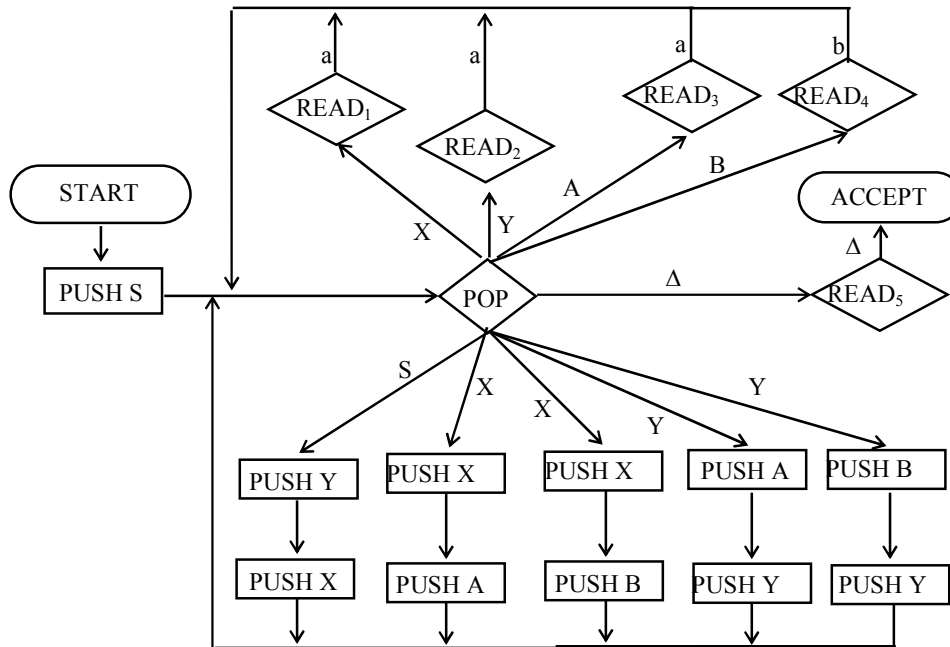 a a a b
READ₁ READ₂ READ₃ READ₄
START
X Y A B
ACCEPT
PUSH S
POP
Δ
Δ
READ₅
S X X Y Y
PUSH Y PUSH X PUSH X PUSH A PUSH B
PUSH X PUSH A PUSH B PUSH Y PUSH Y